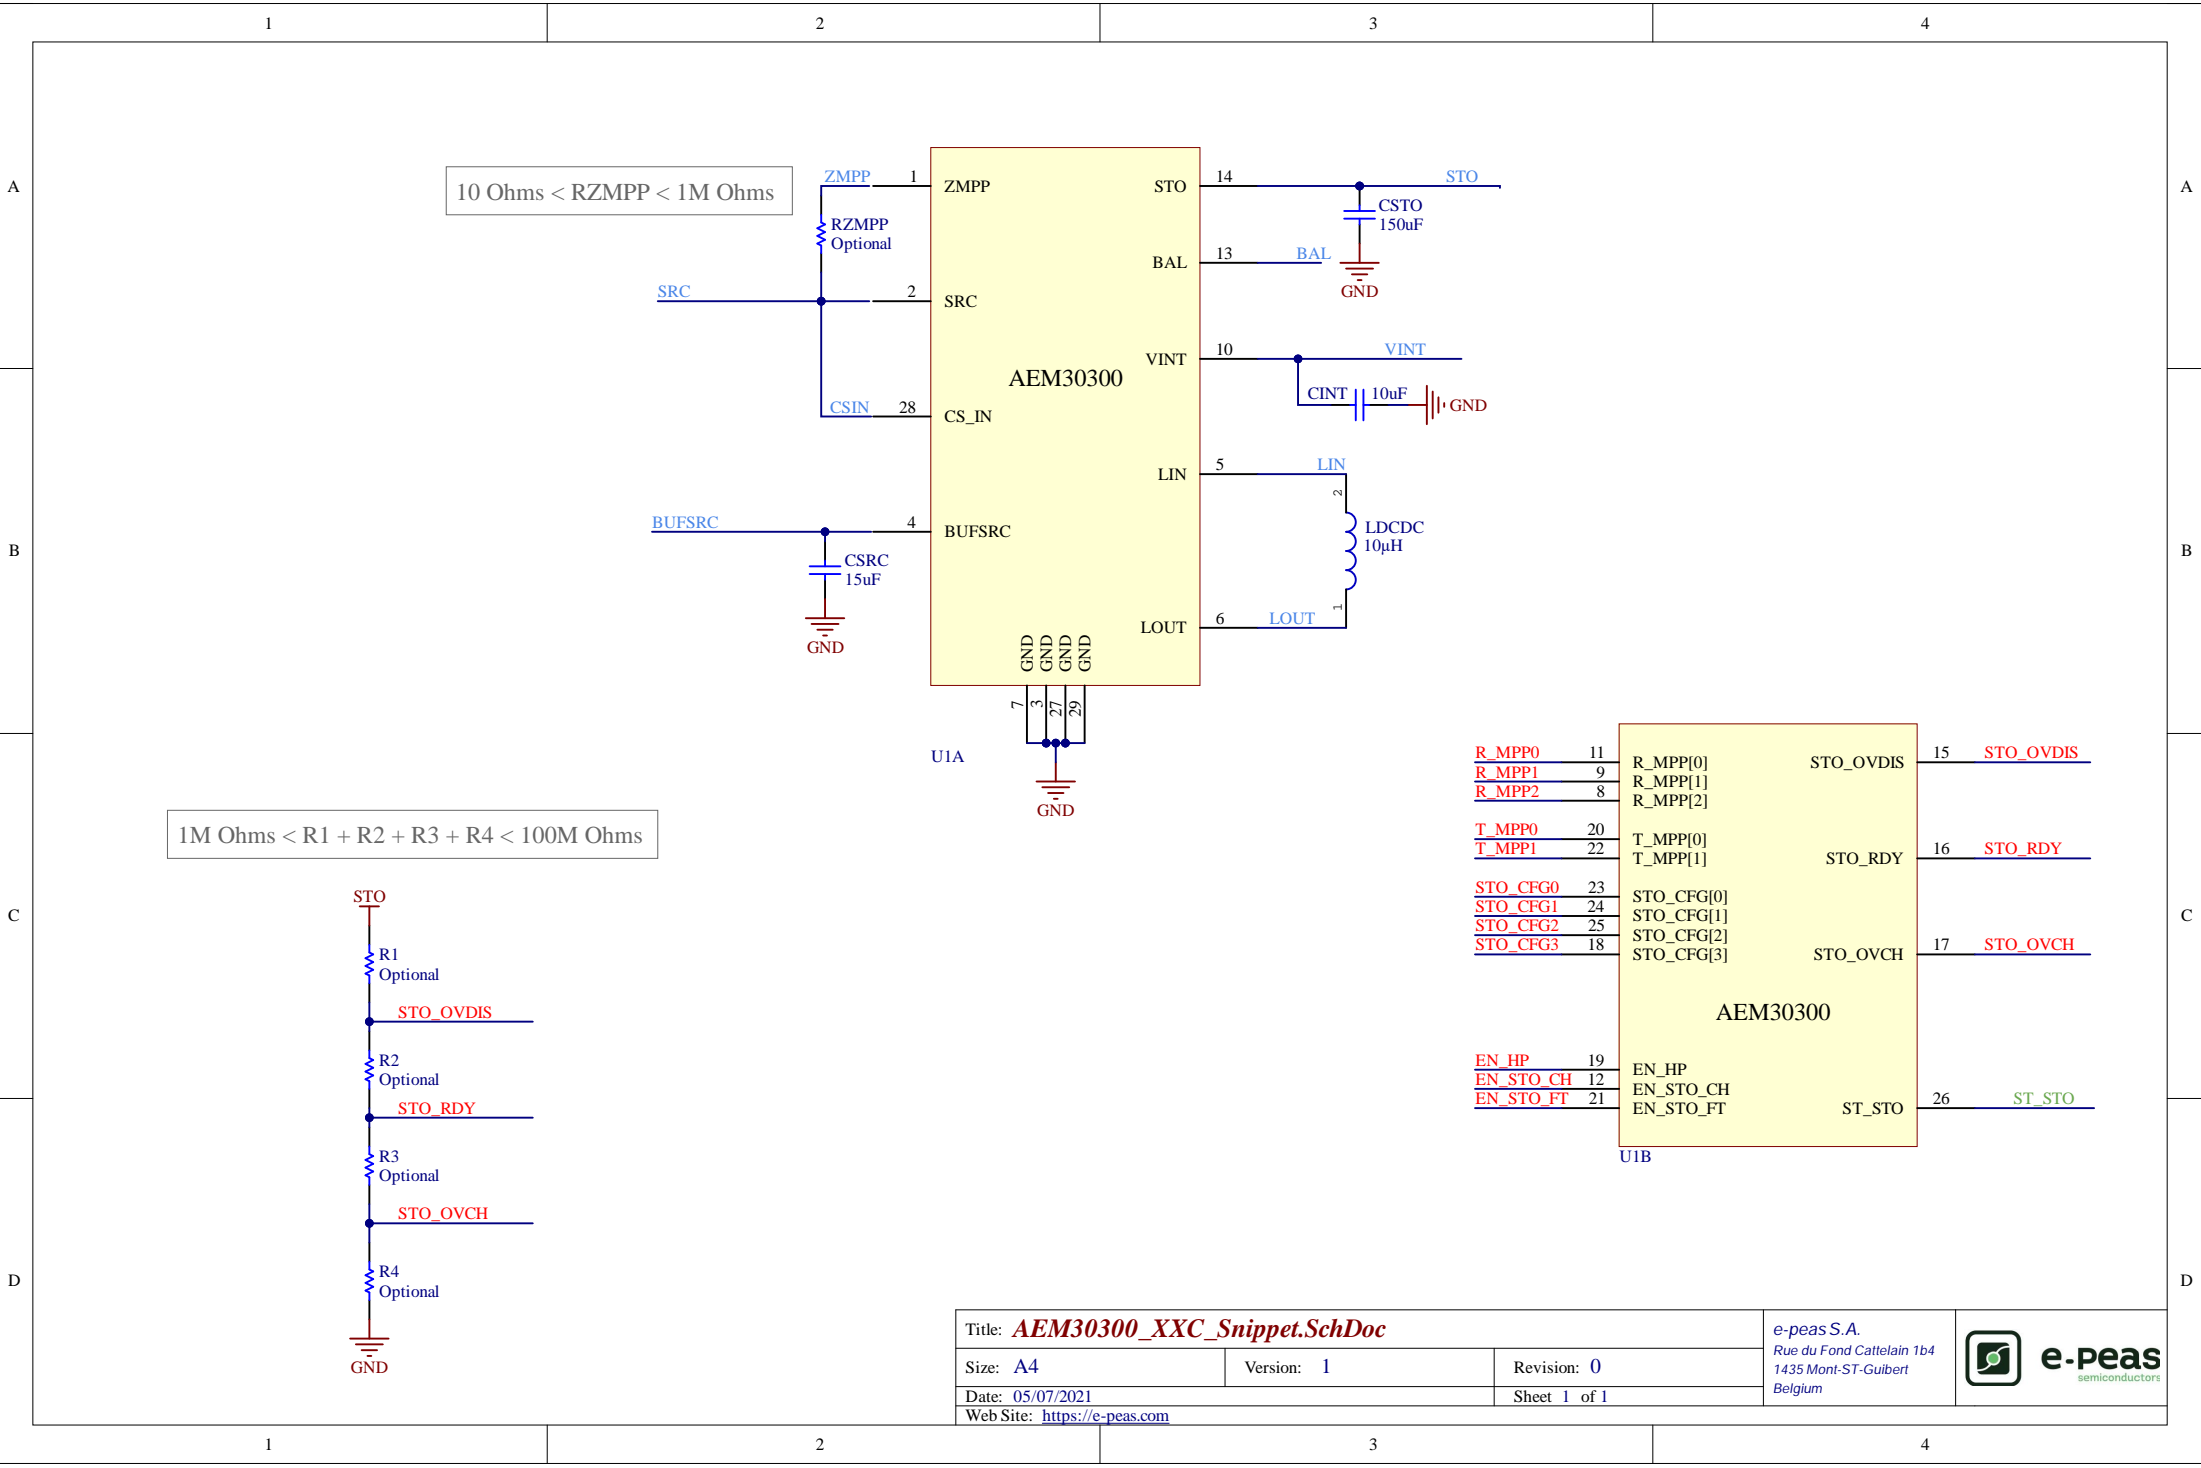 1 2 3 4
A A
10 Ohms < RZMPP < 1M Ohms
ZMPP 1 ZMPP
RZMPP
Optional
SRC 2 SRC
CSIN 28 CS_IN
BUFSRC 4 BUFSRC
CSRC
15uF
GND
AEM30300
STO 14 STO
CSTO
150uF
GND
BAL 13 BAL
VINT 10 VINT
CINT 10uF GND
LIN 5 LIN
2
LDCDC
10µH
1
LOUT 6 LOUT
GND GND GND GND
7 3 27 29
U1A
GND
B B
1M Ohms < R1 + R2 + R3 + R4 < 100M Ohms
STO
R1
Optional
STO_OVDIS
R2
Optional
STO_RDY
R3
Optional
STO_OVCH
R4
Optional
GND
C C
R_MPP0 11 R_MPP[0]
R_MPP1 9 R_MPP[1]
R_MPP2 8 R_MPP[2]
T_MPP0 20 T_MPP[0]
T_MPP1 22 T_MPP[1]
STO_CFG0 23 STO_CFG[0]
STO_CFG1 24 STO_CFG[1]
STO_CFG2 25 STO_CFG[2]
STO_CFG3 18 STO_CFG[3]
AEM30300
EN_HP 19 EN_HP
EN_STO_CH 12 EN_STO_CH
EN_STO_FT 21 EN_STO_FT
STO_OVDIS 15 STO_OVDIS
STO_RDY 16 STO_RDY
STO_OVCH 17 STO_OVCH
ST_STO 26 ST_STO
U1B
D D
Title: AEM30300_XXC_Snippet.SchDoc
Size: A4 Version: 1 Revision: 0
Date: 05/07/2021 Sheet 1 of 1
Web Site: https://e-peas.com
e-peas S.A.
Rue du Fond Cattelain 1b4
1435 Mont-ST-Guibert
Belgium
e-peas
semiconductors
1 2 3 4